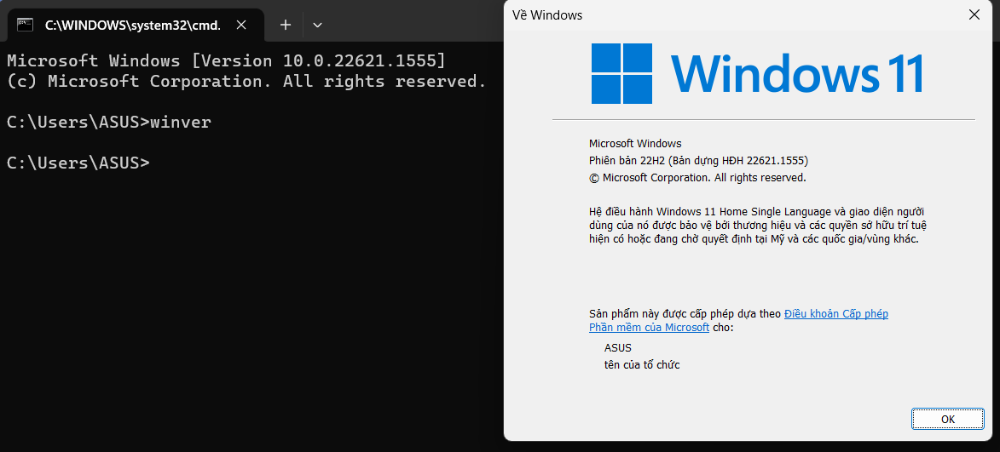 C:\WINDOWS\system32\cmd.
Microsoft Windows [Version 10.0.22621.1555]
(c) Microsoft Corporation. All rights reserved.
C:\Users\ASUS>winver
C:\Users\ASUS>
Về Windows
Windows 11
Microsoft Windows
Phiên bản 22H2 (Bản dựng HĐH 22621.1555)
© Microsoft Corporation. All rights reserved.
Hệ điều hành Windows 11 Home Single Language và giao diện người
dùng của nó được bảo vệ bởi thương hiệu và các quyền sở hữu trí tuệ
hiện có hoặc đang chờ quyết định tại Mỹ và các quốc gia/vùng khác.
Sản phẩm này được cấp phép dựa theo Điều khoản Cấp phép
Phần mềm của Microsoft cho:
ASUS
tên của tổ chức
OK